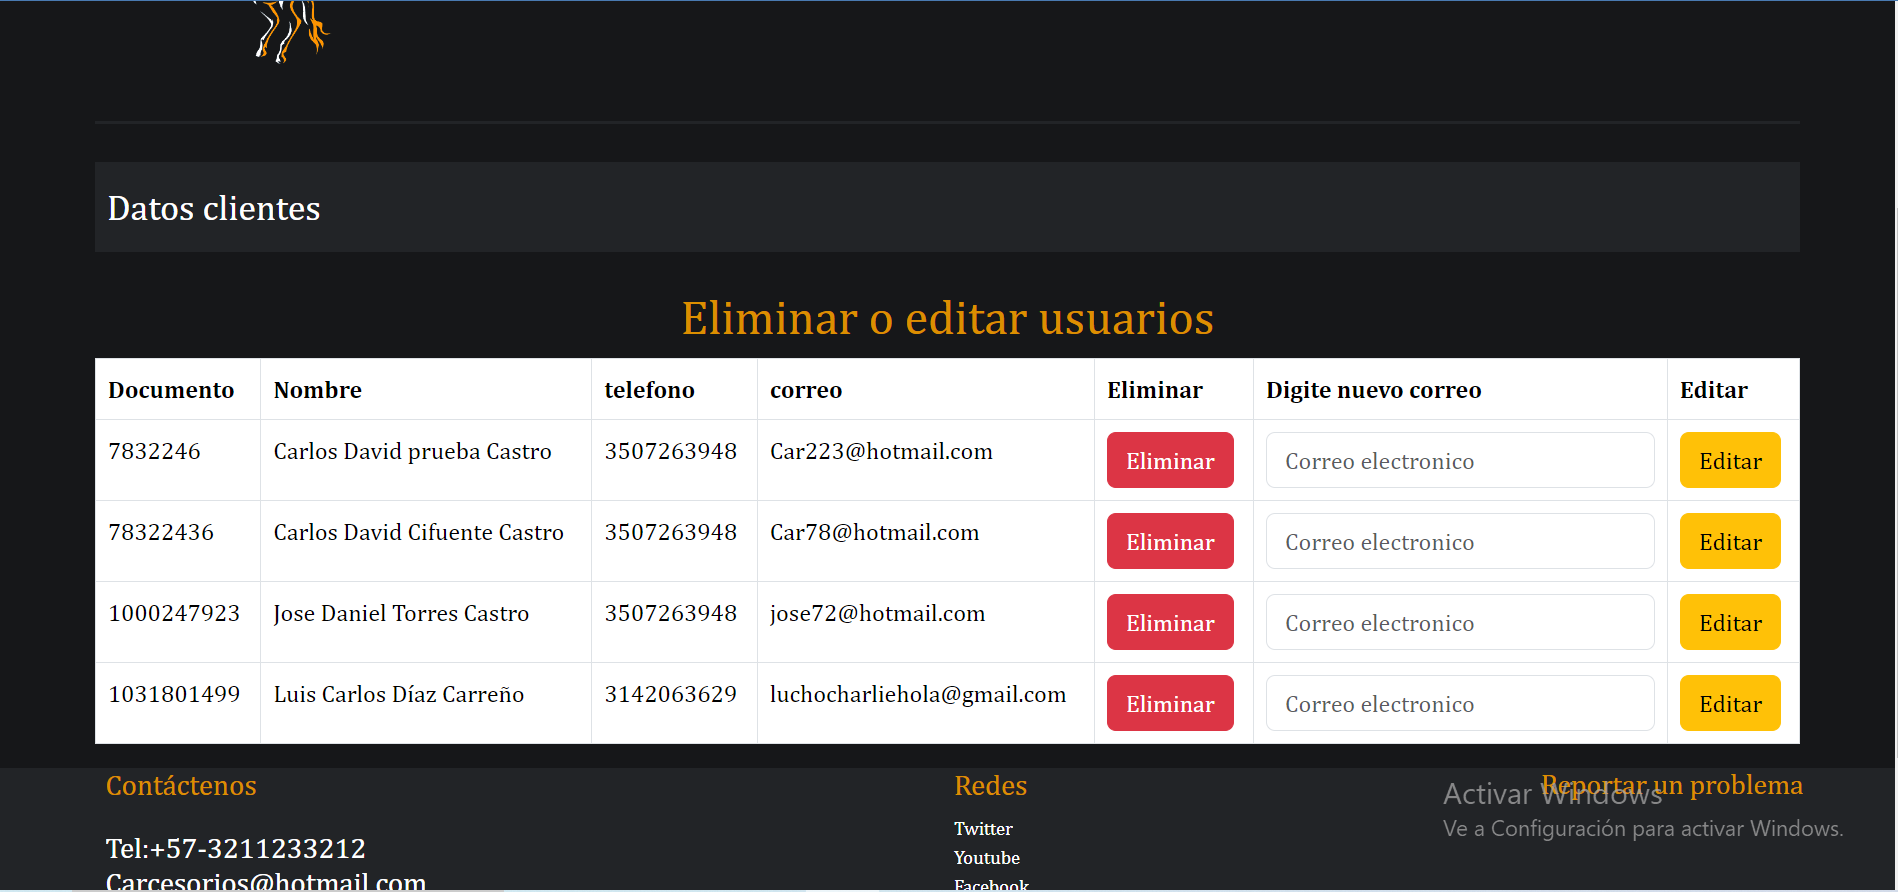 Datos clientes
Eliminar o editar usuarios
Documento Nombre telefono correo Eliminar Digite nuevo correo Editar
7832246 Carlos David prueba Castro 3507263948 Car223@hotmail.com Eliminar Correo electronico Editar
78322436 Carlos David Cifuente Castro 3507263948 Car78@hotmail.com Eliminar Correo electronico Editar
1000247923 Jose Daniel Torres Castro 3507263948 jose72@hotmail.com Eliminar Correo electronico Editar
1031801499 Luis Carlos Díaz Carreño 3142063629 luchocharliehola@gmail.com Eliminar Correo electronico Editar
Contáctenos
Tel:+57-3211233212
Carcesorios@hotmail.com
Redes
Twitter
Youtube
Facebook
Reportar un problema
Activar Windows
Ve a Configuración para activar Windows.